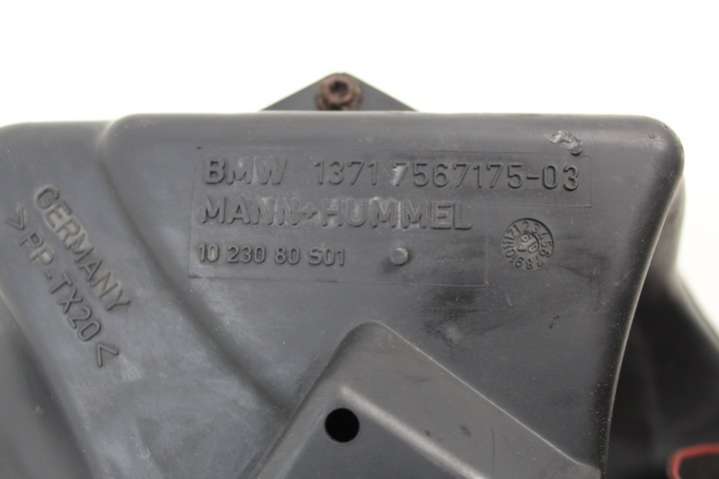 BMW 1371 7567175-03
MANN+HUMMEL
10 230 80 S01
GERMANY
>PP-TX20<